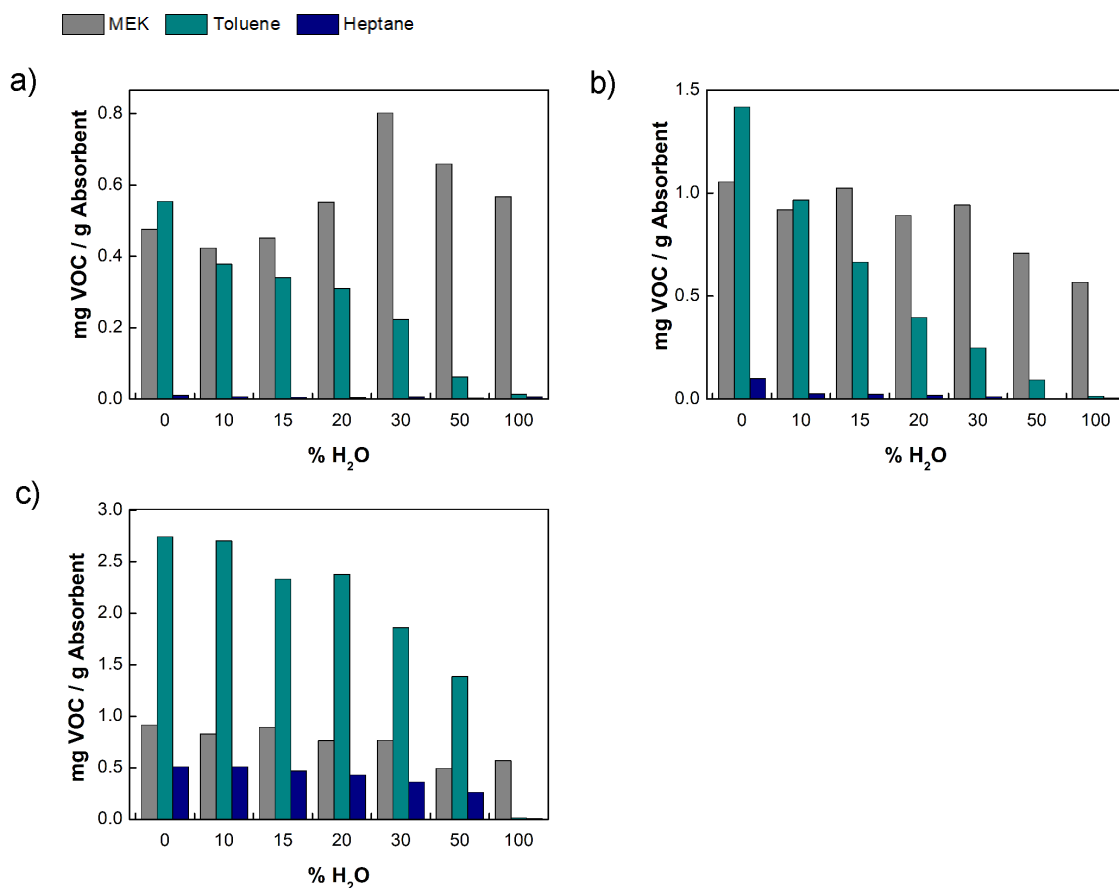 MEK Toluene Heptane
a)
mg VOC / g Absorbent
0.8
0.6
0.4
0.2
0.0
0 10 15 20 30 50 100
% H₂O
b)
mg VOC / g Absorbent
1.5
1.0
0.5
0.0
0 10 15 20 30 50 100
% H₂O
c)
mg VOC / g Absorbent
3.0
2.5
2.0
1.5
1.0
0.5
0.0
0 10 15 20 30 50 100
% H₂O